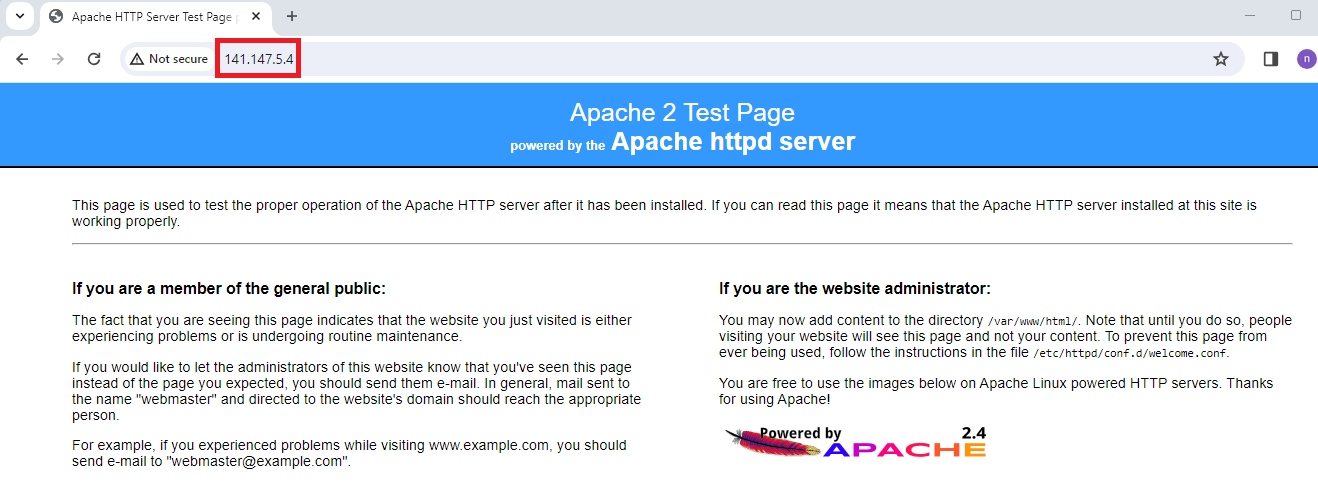 Apache HTTP Server Test Page
Not secure
141.147.5.4
n
Apache 2 Test Page
powered by the Apache httpd server
This page is used to test the proper operation of the Apache HTTP server after it has been installed. If you can read this page it means that the Apache HTTP server installed at this site is
working properly.
If you are a member of the general public:
The fact that you are seeing this page indicates that the website you just visited is either
experiencing problems or is undergoing routine maintenance.
If you would like to let the administrators of this website know that you've seen this page
instead of the page you expected, you should send them e-mail. In general, mail sent to
the name "webmaster" and directed to the website's domain should reach the appropriate
person.
For example, if you experienced problems while visiting www.example.com, you should
send e-mail to "webmaster@example.com".
If you are the website administrator:
You may now add content to the directory /var/www/html/. Note that until you do so, people
visiting your website will see this page and not your content. To prevent this page from
ever being used, follow the instructions in the file /etc/httpd/conf.d/welcome.conf.
You are free to use the images below on Apache Linux powered HTTP servers. Thanks
for using Apache!
Powered by 2.4
APACHE